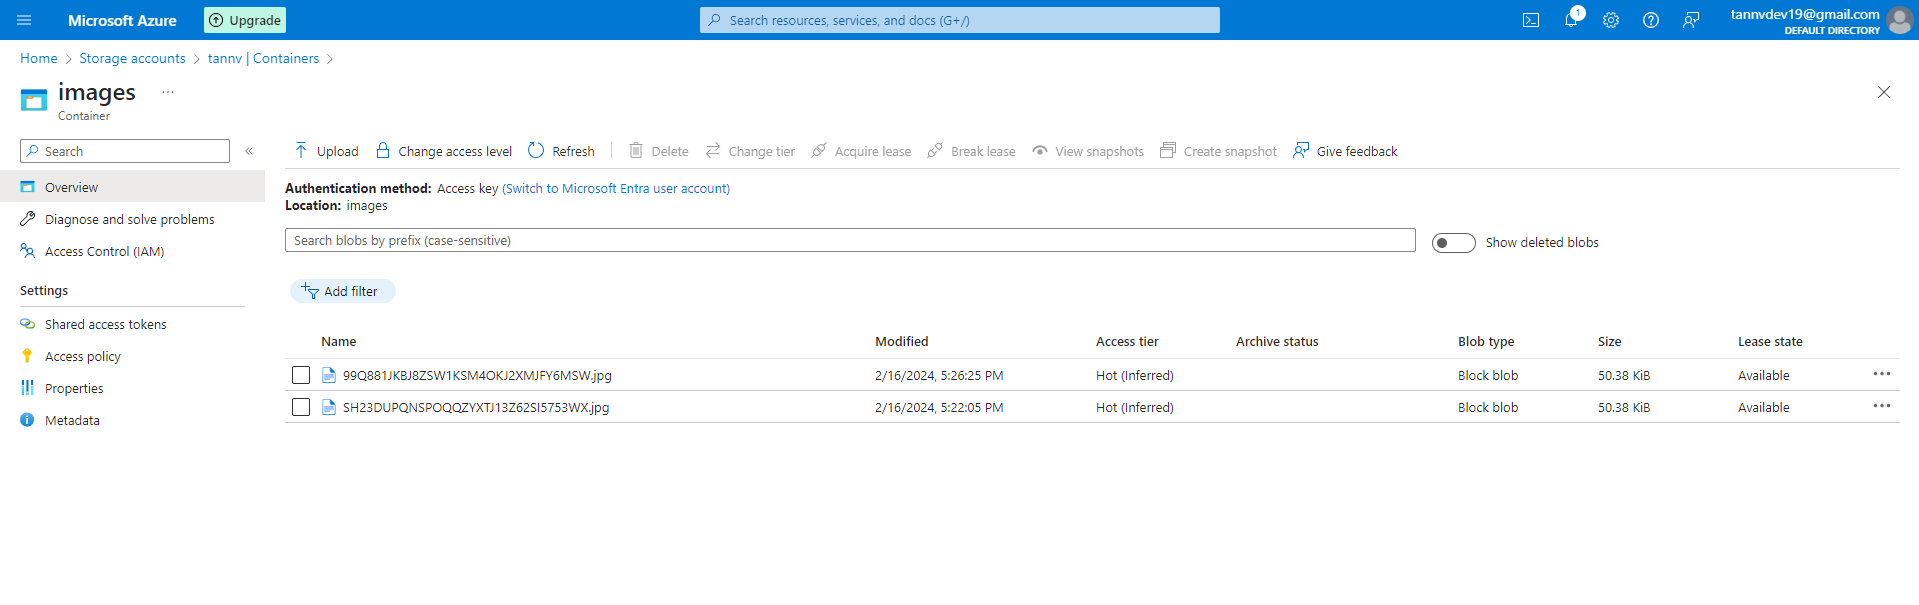 Microsoft Azure Upgrade Search resources, services, and docs (G+/) 1 tannvdev19@gmail.com
DEFAULT DIRECTORY
Home > Storage accounts > tannv | Containers >
images ...
Container
Search «
Upload Change access level Refresh Delete Change tier Acquire lease Break lease View snapshots Create snapshot Give feedback
Overview
Diagnose and solve problems
Access Control (IAM)
Settings
Shared access tokens
Access policy
Properties
Metadata
Authentication method: Access key (Switch to Microsoft Entra user account)
Location: images
Search blobs by prefix (case-sensitive)
Show deleted blobs
Add filter
Name Modified Access tier Archive status Blob type Size Lease state
99Q881JKBJ8ZSW1KSM4OKJ2XMJFY6MSW.jpg 2/16/2024, 5:26:25 PM Hot (Inferred) Block blob 50.38 KiB Available ...
SH23DUPQNSPOQQZYXTJ13Z62SI5753WX.jpg 2/16/2024, 5:22:05 PM Hot (Inferred) Block blob 50.38 KiB Available ...